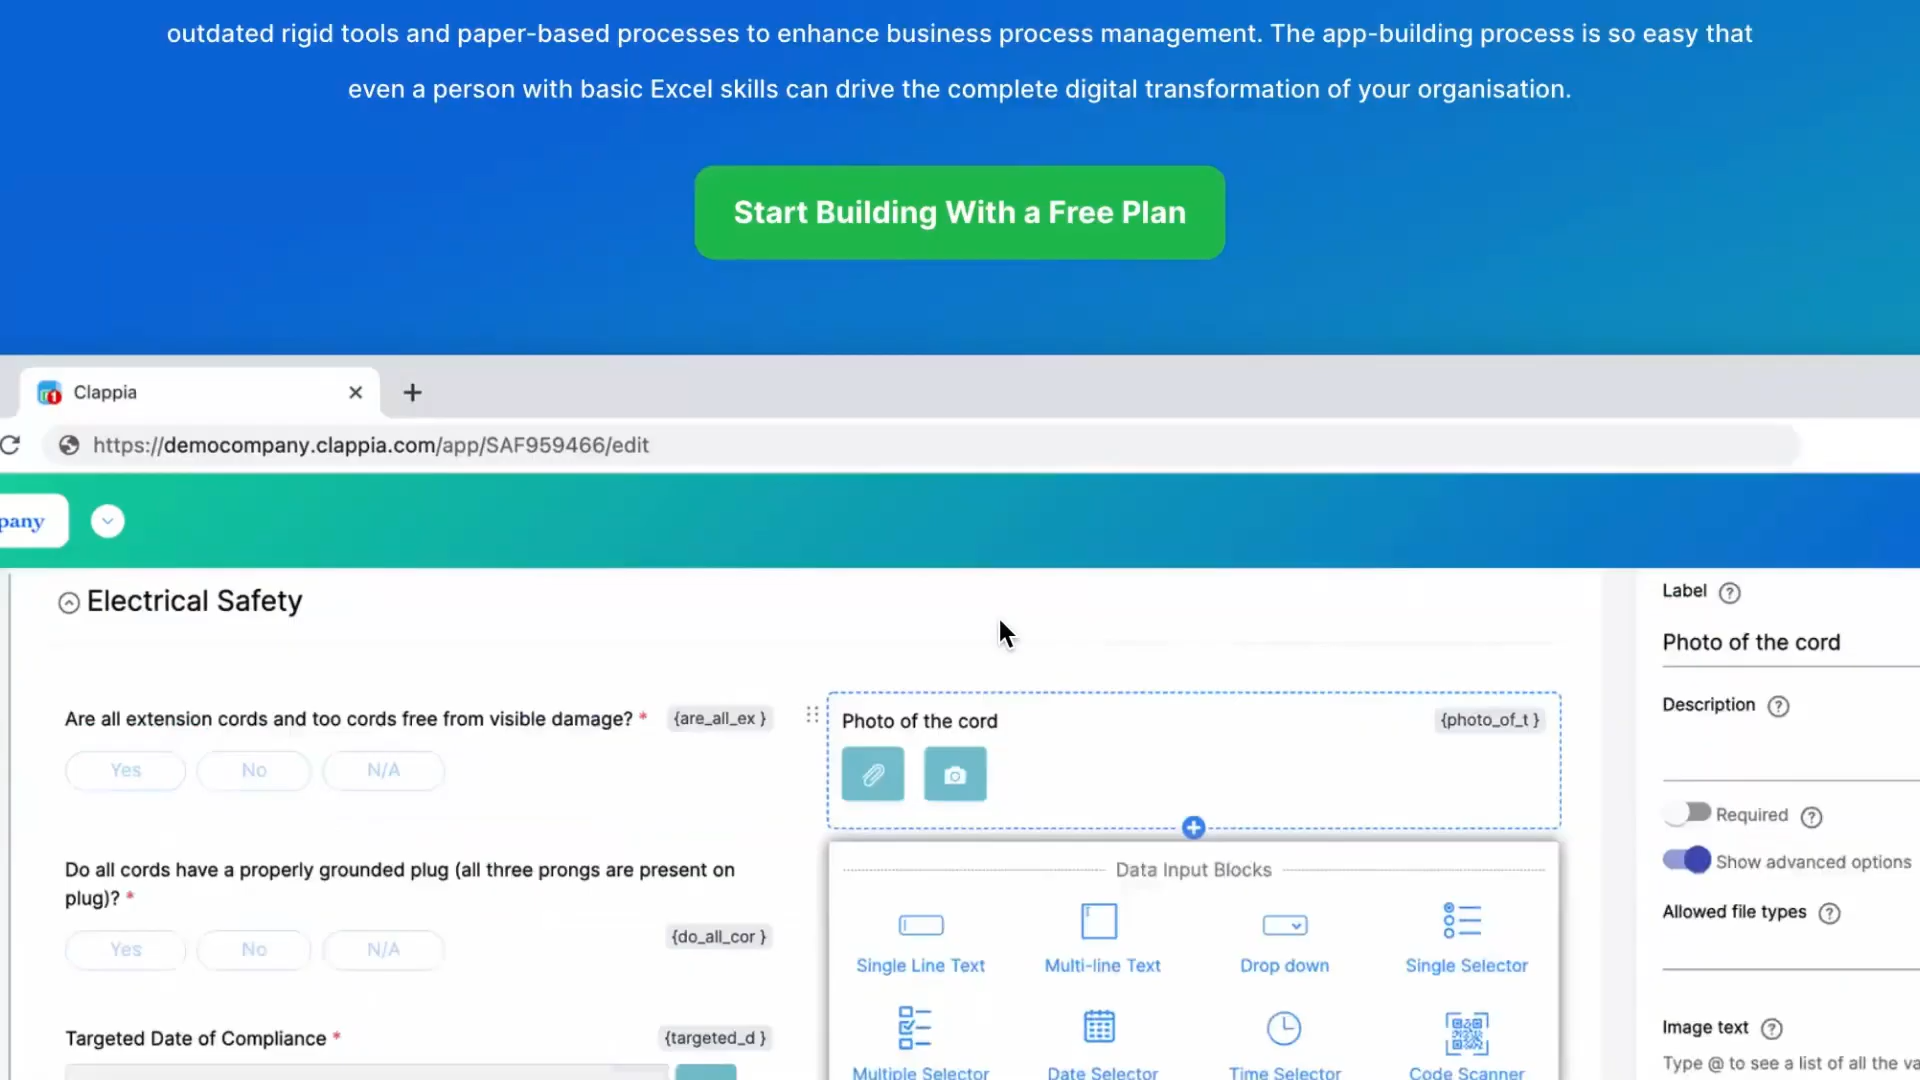 outdated rigid tools and paper-based processes to enhance business process management. The app-building process is so easy that
even a person with basic Excel skills can drive the complete digital transformation of your organisation.
Start Building With a Free Plan
Clappia
https://democompany.clappia.com/app/SAF959466/edit
pany
Electrical Safety
Label
Photo of the cord
Are all extension cords and too cords free from visible damage? * {are_all_ex }
Photo of the cord {photo_of_t }
Description
Yes No N/A
Required
Show advanced options
Do all cords have a properly grounded plug (all three prongs are present on
plug)? *
{do_all_cor }
Data Input Blocks
Allowed file types
Yes No N/A
Single Line Text Multi-line Text Drop down Single Selector
Targeted Date of Compliance * {targeted_d }
Image text
Type @ to see a list of all the va
Multiple Selector Date Selector Time Selector Code Scanner